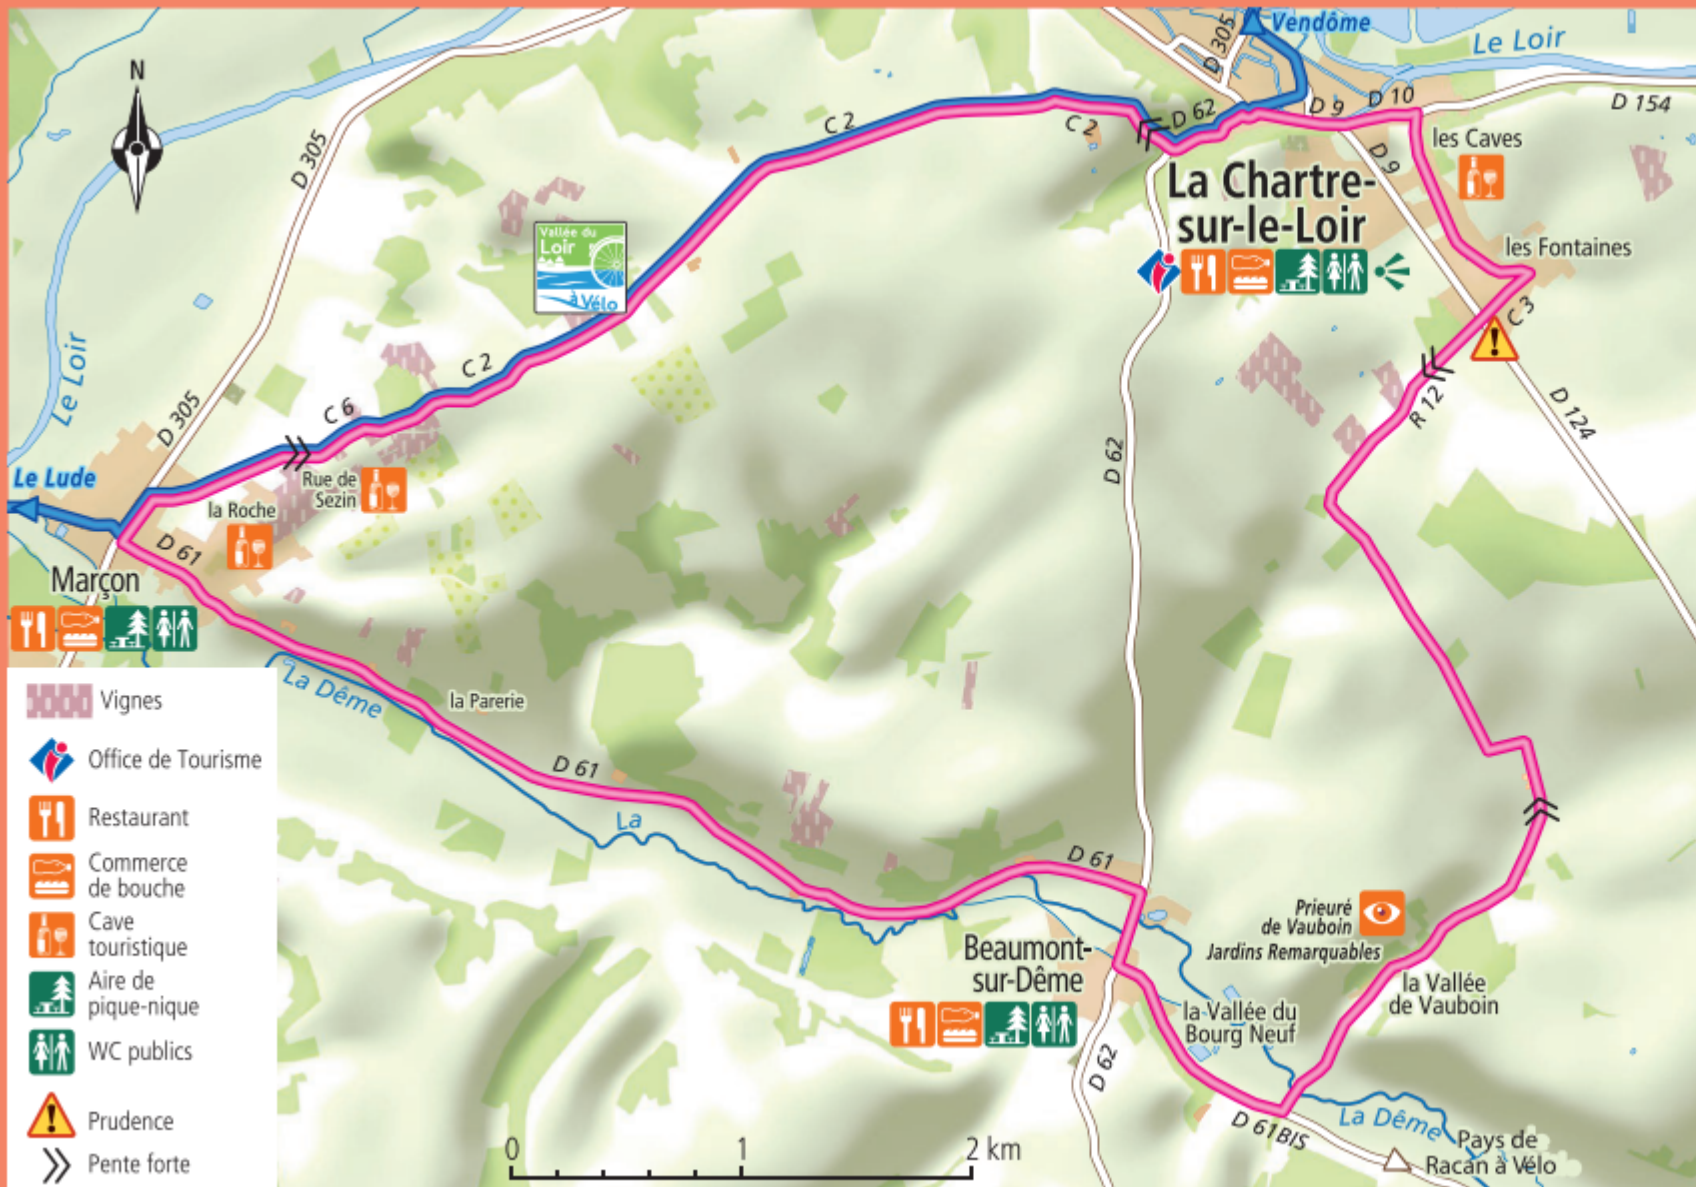 Vendôme
Le Loir
D 305
D 154
D 10
D 9
D 62
C 2
C 2
D 9
les Caves
N
D 305
La Chartre-
sur-le-Loir
Vallée du
Loir
à Vélo
les Fontaines
C 3
Le Loir
C 2
D 305
C 6
R 12
D 124
D 62
Le Lude
Rue de
Sezin
la Roche
D 61
Marçon
La Dême
la Parerie
D 61
La
D 61
Prieuré
de Vauboin
Jardins Remarquables
Beaumont-
sur-Dême
la Vallée
de Vauboin
la Vallée du
Bourg Neuf
D 62
D 61BIS
La Dême
Pays de
Racan à Vélo
Vignes
Office de Tourisme
Restaurant
Commerce
de bouche
Cave
touristique
Aire de
pique-nique
WC publics
Prudence
Pente forte
0 1 2 km